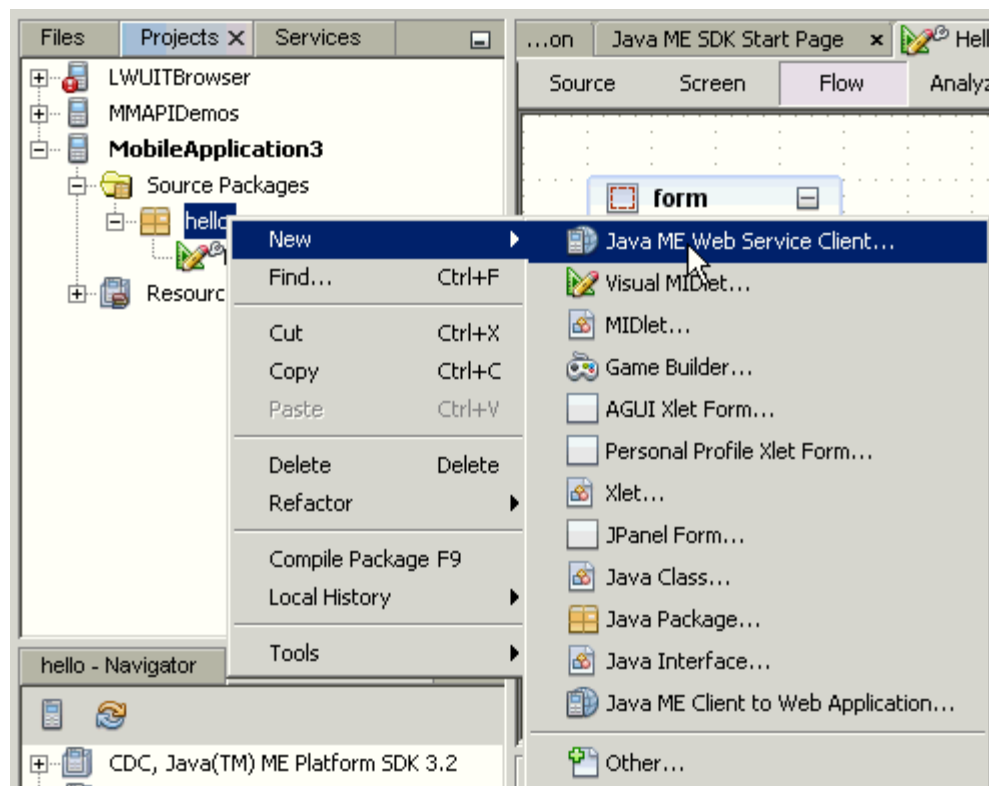 Files Projects Services
...on Java ME SDK Start Page
Source Screen Flow
LWUITBrowser
MMAPIDemos
MobileApplication3
Source Packages
hello
form
New
Find... Ctrl+F
Cut Ctrl+X
Copy Ctrl+C
Paste Ctrl+V
Delete Delete
Refactor
Compile Package F9
Local History
Tools
Java ME Web Service Client...
Visual MIDlet...
MIDlet...
Game Builder...
AGUI Xlet Form...
Personal Profile Xlet Form...
Xlet...
JPanel Form...
Java Class...
Java Package...
Java Interface...
Java ME Client to Web Application...
Other...
hello - Navigator
CDC, Java(TM) ME Platform SDK 3.2